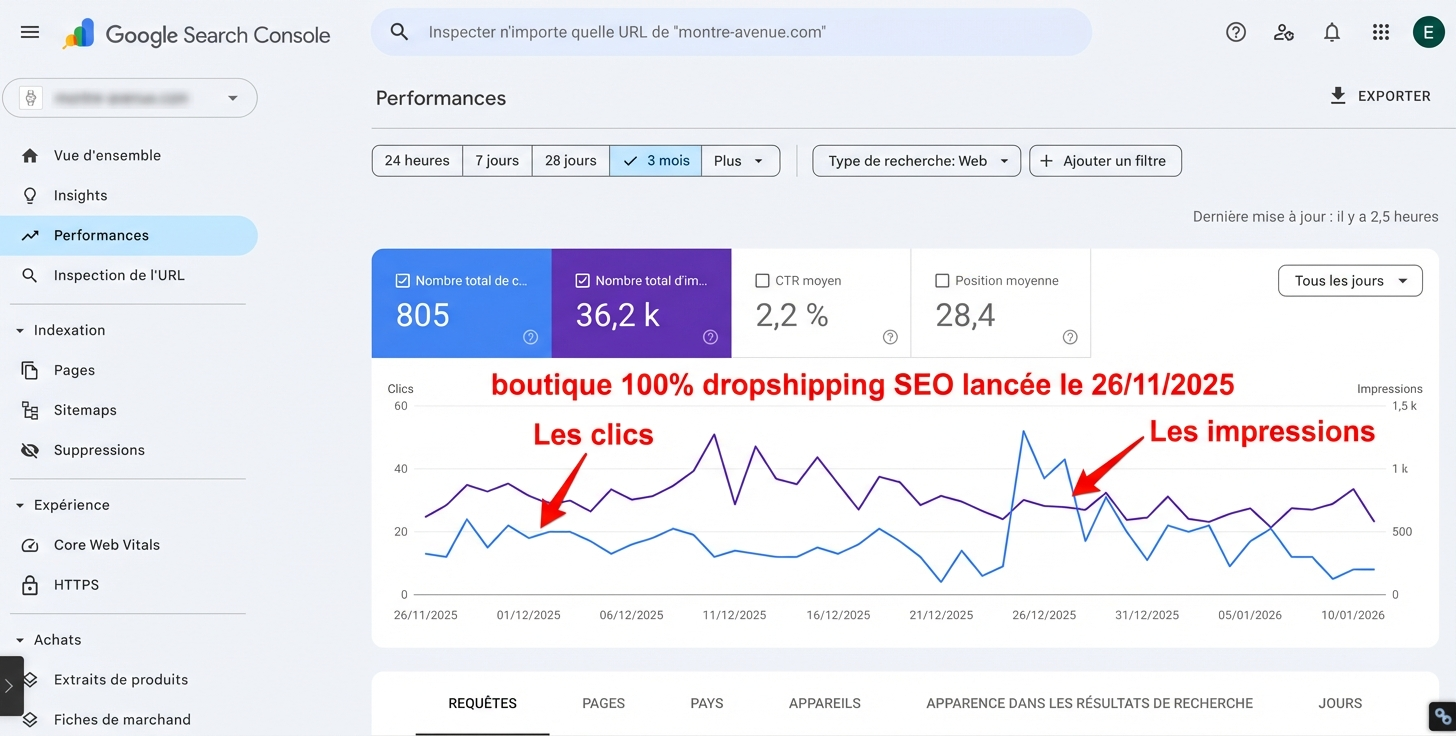 Google Search Console
Inspecter n'importe quelle URL de "montre-avenue.com"
E
Performances
EXPORTER
24 heures
7 jours
28 jours
3 mois
Plus
Type de recherche: Web
Ajouter un filtre
Dernière mise à jour : il y a 2,5 heures
Vue d'ensemble
Insights
Performances
Inspection de l'URL
Indexation
Pages
Sitemaps
Suppressions
Expérience
Core Web Vitals
HTTPS
Achats
Extraits de produits
Fiches de marchand
Nombre total de c...
805
Nombre total d'im...
36,2 k
CTR moyen
2,2 %
Position moyenne
28,4
Tous les jours
boutique 100% dropshipping SEO lancée le 26/11/2025
Les clics
Les impressions
Clics
60
40
20
0
Impressions
1,5 k
1 k
500
0
26/11/2025
01/12/2025
06/12/2025
11/12/2025
16/12/2025
21/12/2025
26/12/2025
31/12/2025
05/01/2026
10/01/2026
REQUÊTES
PAGES
PAYS
APPAREILS
APPARENCE DANS LES RÉSULTATS DE RECHERCHE
JOURS